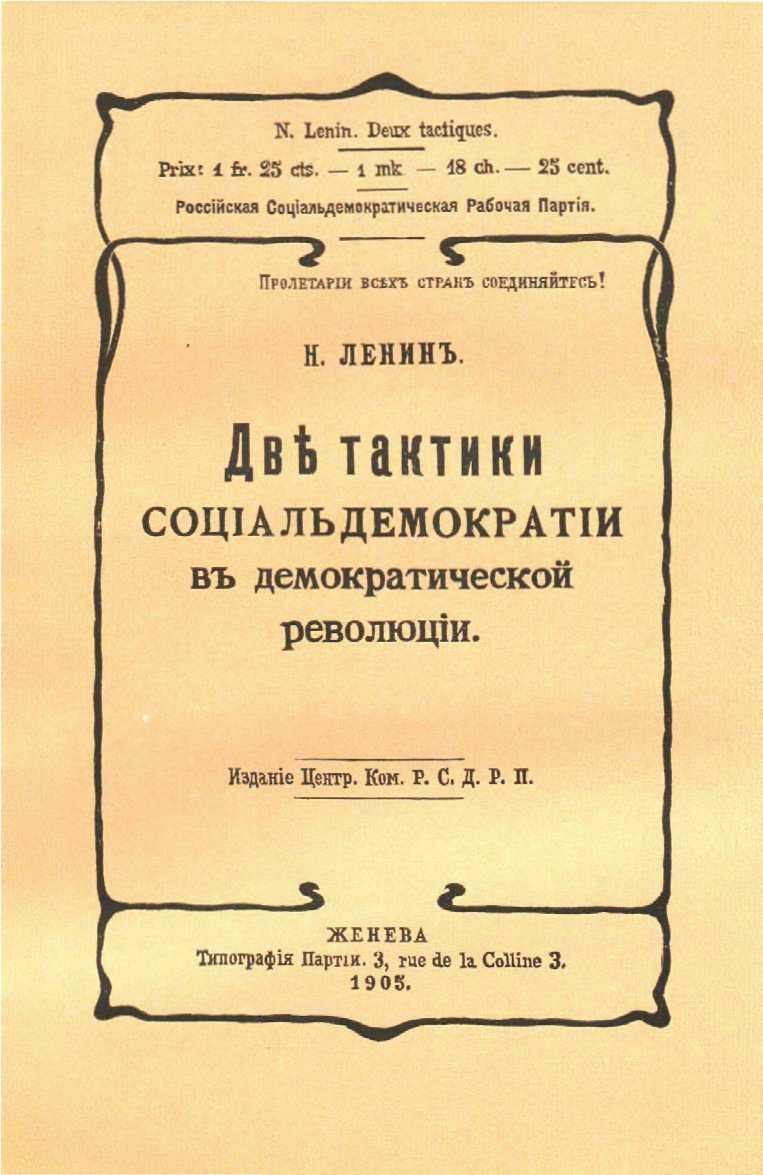 N. Lenin. Deux tactiques.
Prix: 1 fr. 25 cts. — 1 mk — 18 ch. — 25 cent.
Россійская Соціальдемократическая Рабочая Партія.
Пролетаріи всѣхъ странъ соединяйтесь!
Н. ЛЕНИНЪ.
Двѣ тактики
СОЦІАЛЬДЕМОКРАТІИ
въ демократической
революціи.
Изданіе Центр. Ком. Р. С. Д. Р. П.
ЖЕНЕВА
Типографія Партіи. 3, rue de la Colline 3.
1905.